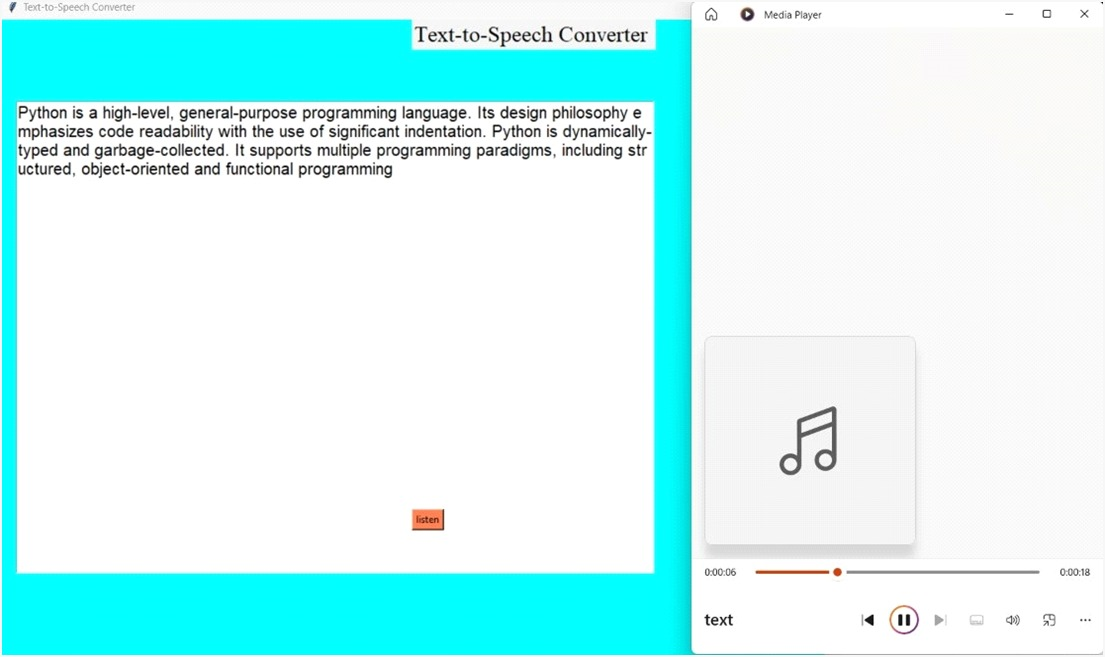 Text-to-Speech Converter
Text-to-Speech Converter
Python is a high-level, general-purpose programming language. Its design philosophy e
mphasizes code readability with the use of significant indentation. Python is dynamically-
typed and garbage-collected. It supports multiple programming paradigms, including str
uctured, object-oriented and functional programming
listen
Media Player
0:00:06
0:00:18
text